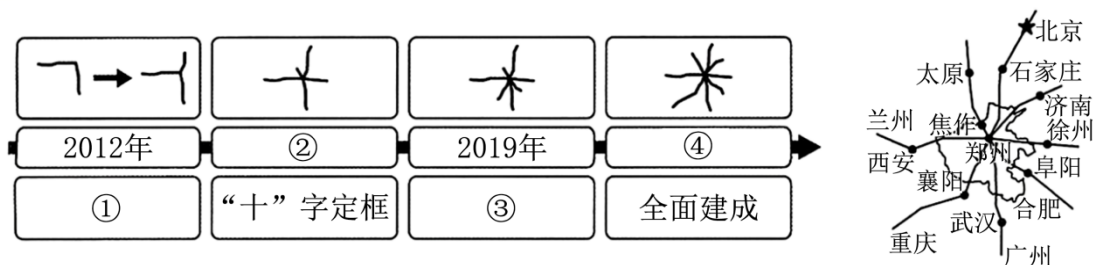 2012年
②
2019年
④
①
“十”字定框
③
全面建成
北京
太原
石家庄
济南
兰州
焦作
徐州
西安
郑州
阜阳
襄阳
武汉
合肥
重庆
广州